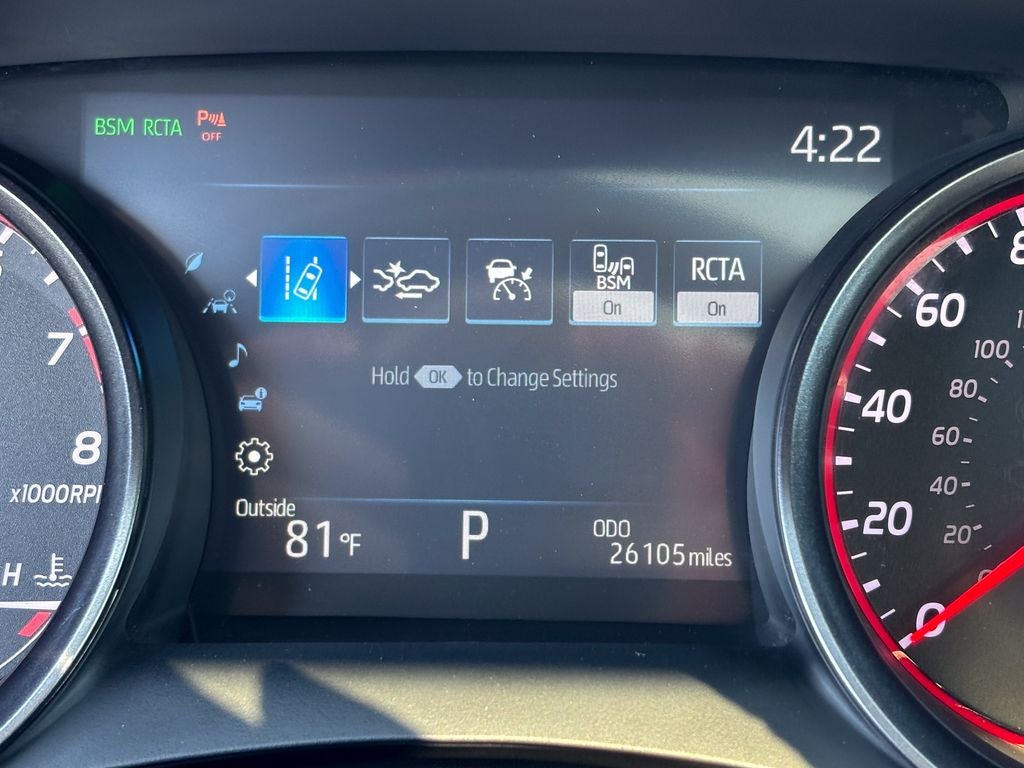 BSM RCTA P OFF
4:22
BSM
On
RCTA
On
Hold OK to Change Settings
Outside
81°F
P
ODO
26105 miles
7
8
x1000RP
H
60
40
20
0
100
80
60
40
20